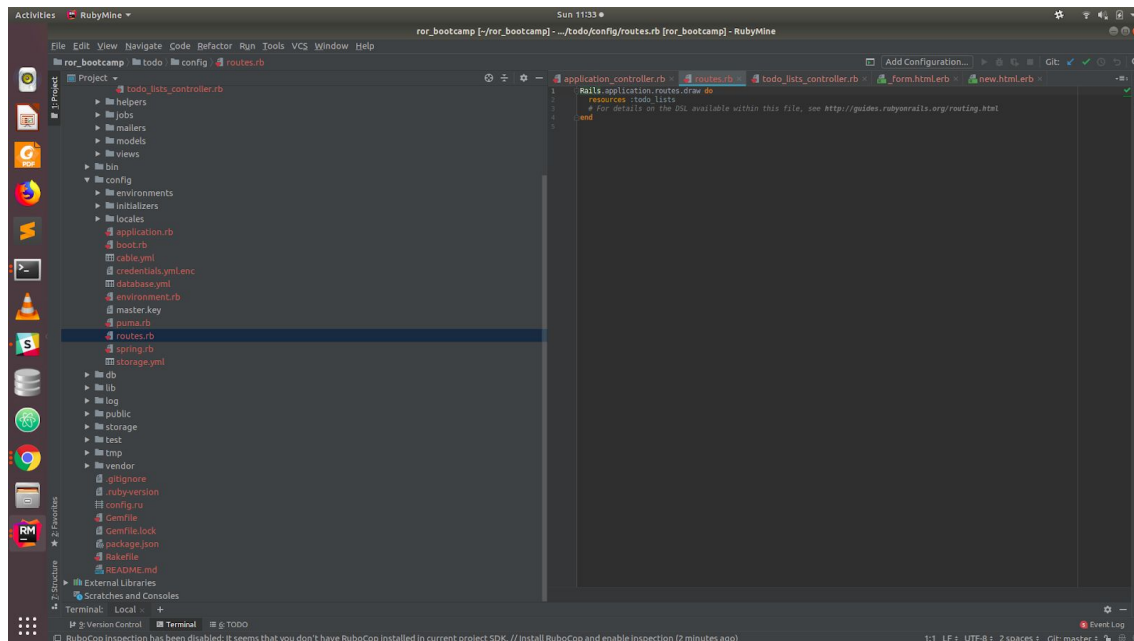 Activities RubyMine Sun 11:33
ror_bootcamp [~/ror_bootcamp] - .../todo/config/routes.rb [ror_bootcamp] - RubyMine
File Edit View Navigate Code Refactor Run Tools VCS Window Help
ror_bootcamp todo config routes.rb Add Configuration... Git:
1: Project
Project
application_controller.rb routes.rb todo_lists_controller.rb _form.html.erb new.html.erb
todo_lists_controller.rb
helpers
jobs
mailers
models
views
bin
config
environments
initializers
locales
application.rb
boot.rb
cable.yml
credentials.yml.enc
database.yml
environment.rb
master.key
puma.rb
routes.rb
spring.rb
storage.yml
db
lib
log
public
storage
test
tmp
vendor
.gitignore
.ruby-version
config.ru
Gemfile
Gemfile.lock
package.json
Rakefile
README.md
External Libraries
Scratches and Consoles
1 Rails.application.routes.draw do
2 resources :todo_lists
3 # For details on the DSL available within this file, see http://guides.rubyonrails.org/routing.html
4 end
5
2: Favorites
7: Structure
PDF
S
RM
Terminal: Local +
9: Version Control Terminal 6: TODO Event Log
RuboCop inspection has been disabled: It seems that you don't have RuboCop installed in current project SDK. // Install RuboCop and enable inspection (2 minutes ago) 1:1 LF UTF-8 2 spaces Git: master